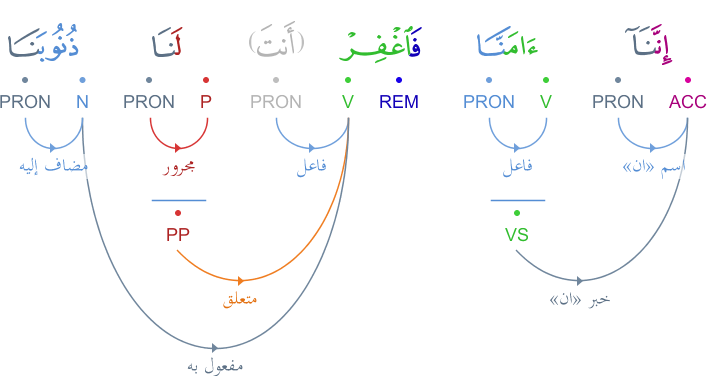 إِنَّنَآ ءَامَنَّا فَٱغْفِرْ (أَنتَ) لَنَا ذُنُوبَنَا
ACC PRON V PRON REM V PRON P PRON N PRON
اسم «ان» فاعل فاعل مجرور مضاف إليه
VS PP
خبر «ان» متعلق
مفعول به